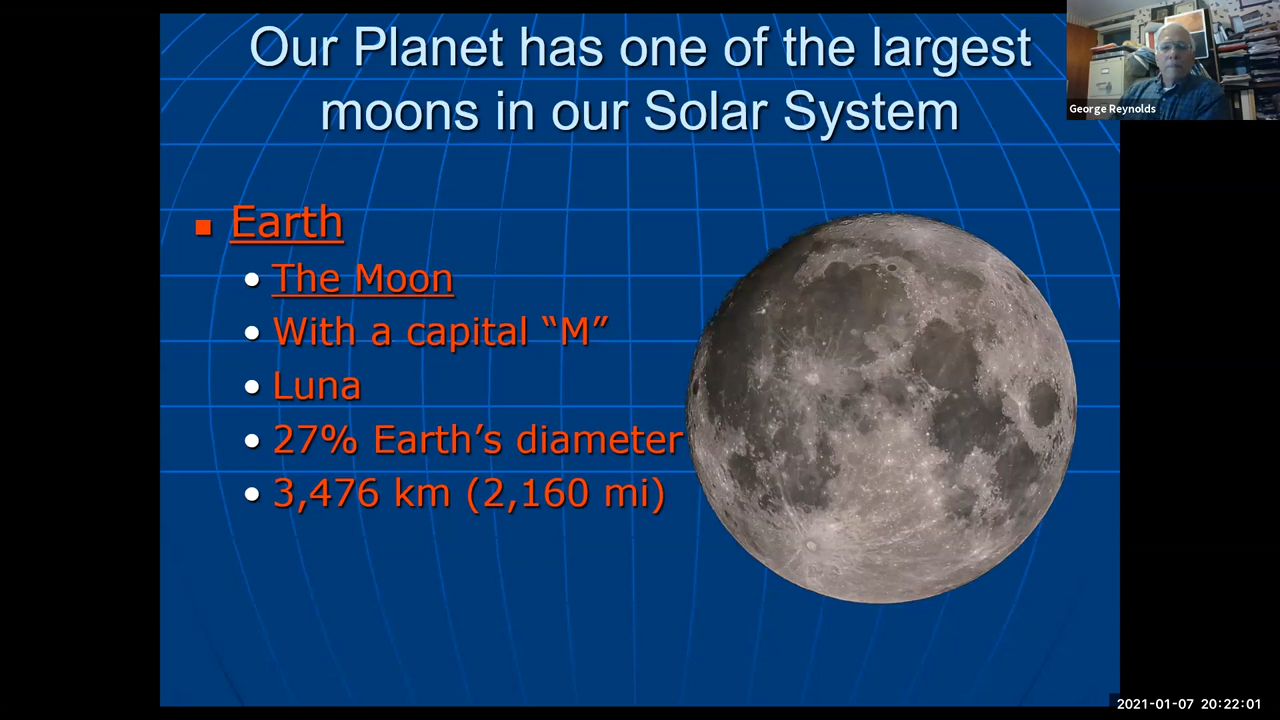 Our Planet has one of the largest
moons in our Solar System
George Reynolds
Earth
The Moon
With a capital “M”
Luna
27% Earth’s diameter
3,476 km (2,160 mi)
2021-01-07 20:22:01